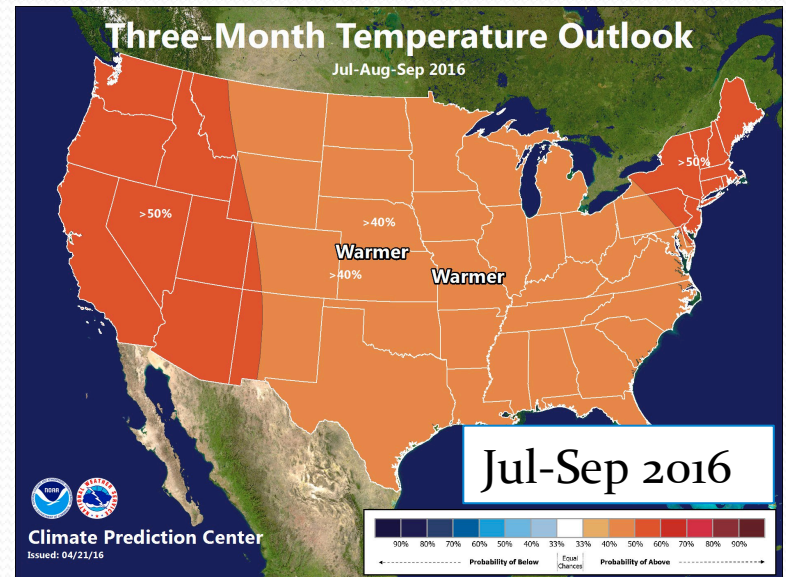 Three-Month Temperature Outlook
Jul-Aug-Sep 2016
>50%
>50%
>40%
Warmer
>40%
Warmer
Jul-Sep 2016
NOAA
Climate Prediction Center
Issued: 04/21/16
90% 80% 70% 60% 50% 40% 33% 33% 40% 50% 60% 70% 80% 90%
Probability of Below Equal Chances Probability of Above